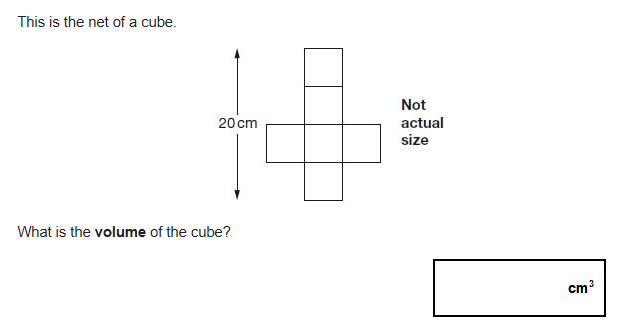 This is the net of a cube.
Not
20 cm
actual
size
What is the volume of the cube?
cm³